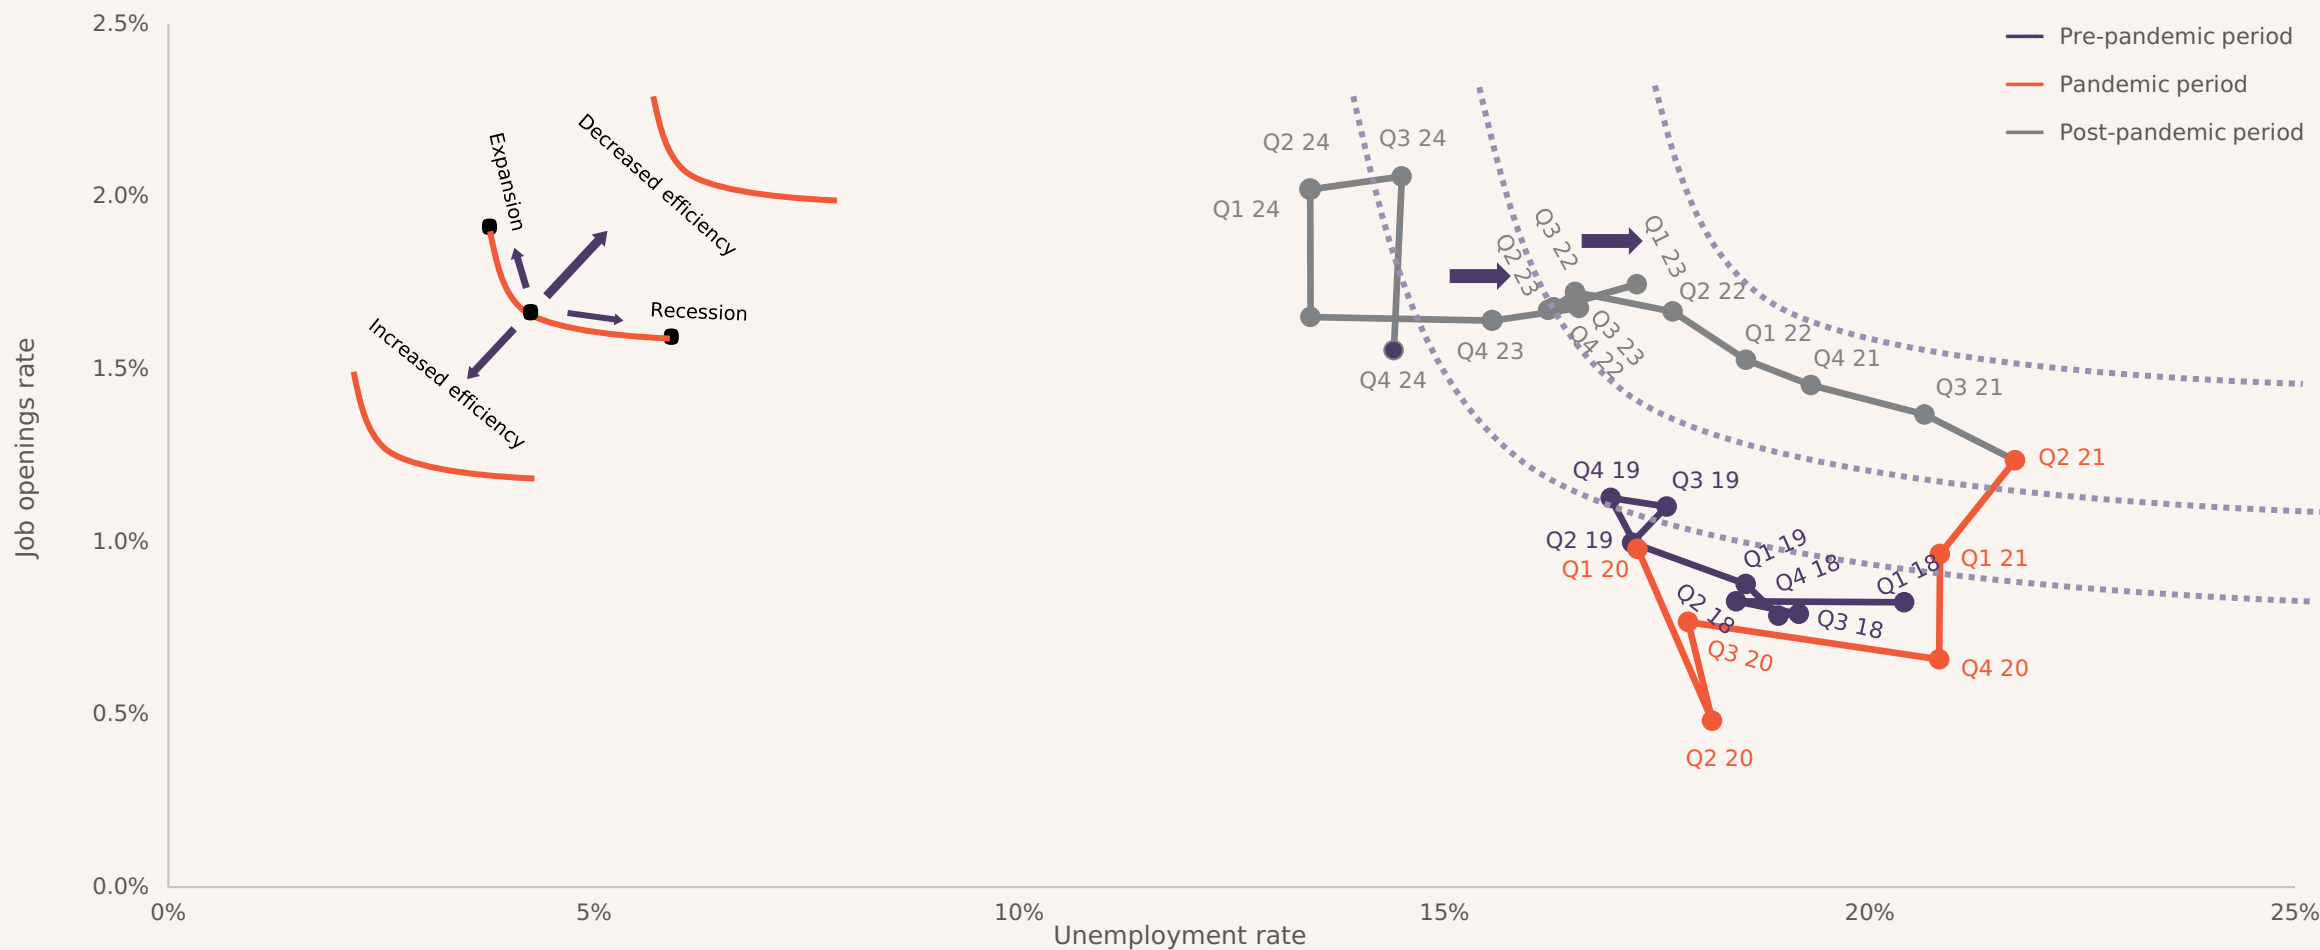 2.5%
2.0%
1.5%
1.0%
0.5%
0.0%
Job openings rate
0%
5%
10%
15%
20%
25%
Unemployment rate
Pre-pandemic period
Pandemic period
Post-pandemic period
Expansion
Decreased efficiency
Recession
Increased efficiency
Q2 24
Q3 24
Q1 24
Q4 24
Q4 23
Q2 23
Q3 22
Q1 23
Q2 22
Q3 23
Q4 22
Q1 22
Q4 21
Q3 21
Q2 21
Q4 19
Q3 19
Q2 19
Q1 20
Q1 19
Q4 18
Q1 18
Q1 21
Q2 18
Q3 18
Q3 20
Q4 20
Q2 20